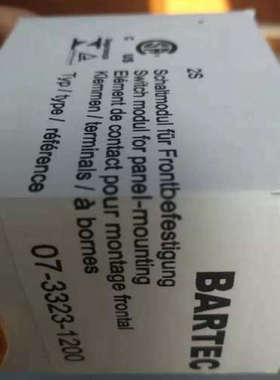 BARTEC
2S
Schaltmodul für Frontbefestigung
Switch modul for panel-mounting
Elément de contact pour montage frontal
Klemmen / terminals / à bornes
Typ / type / référence
07-3323-1200
C US